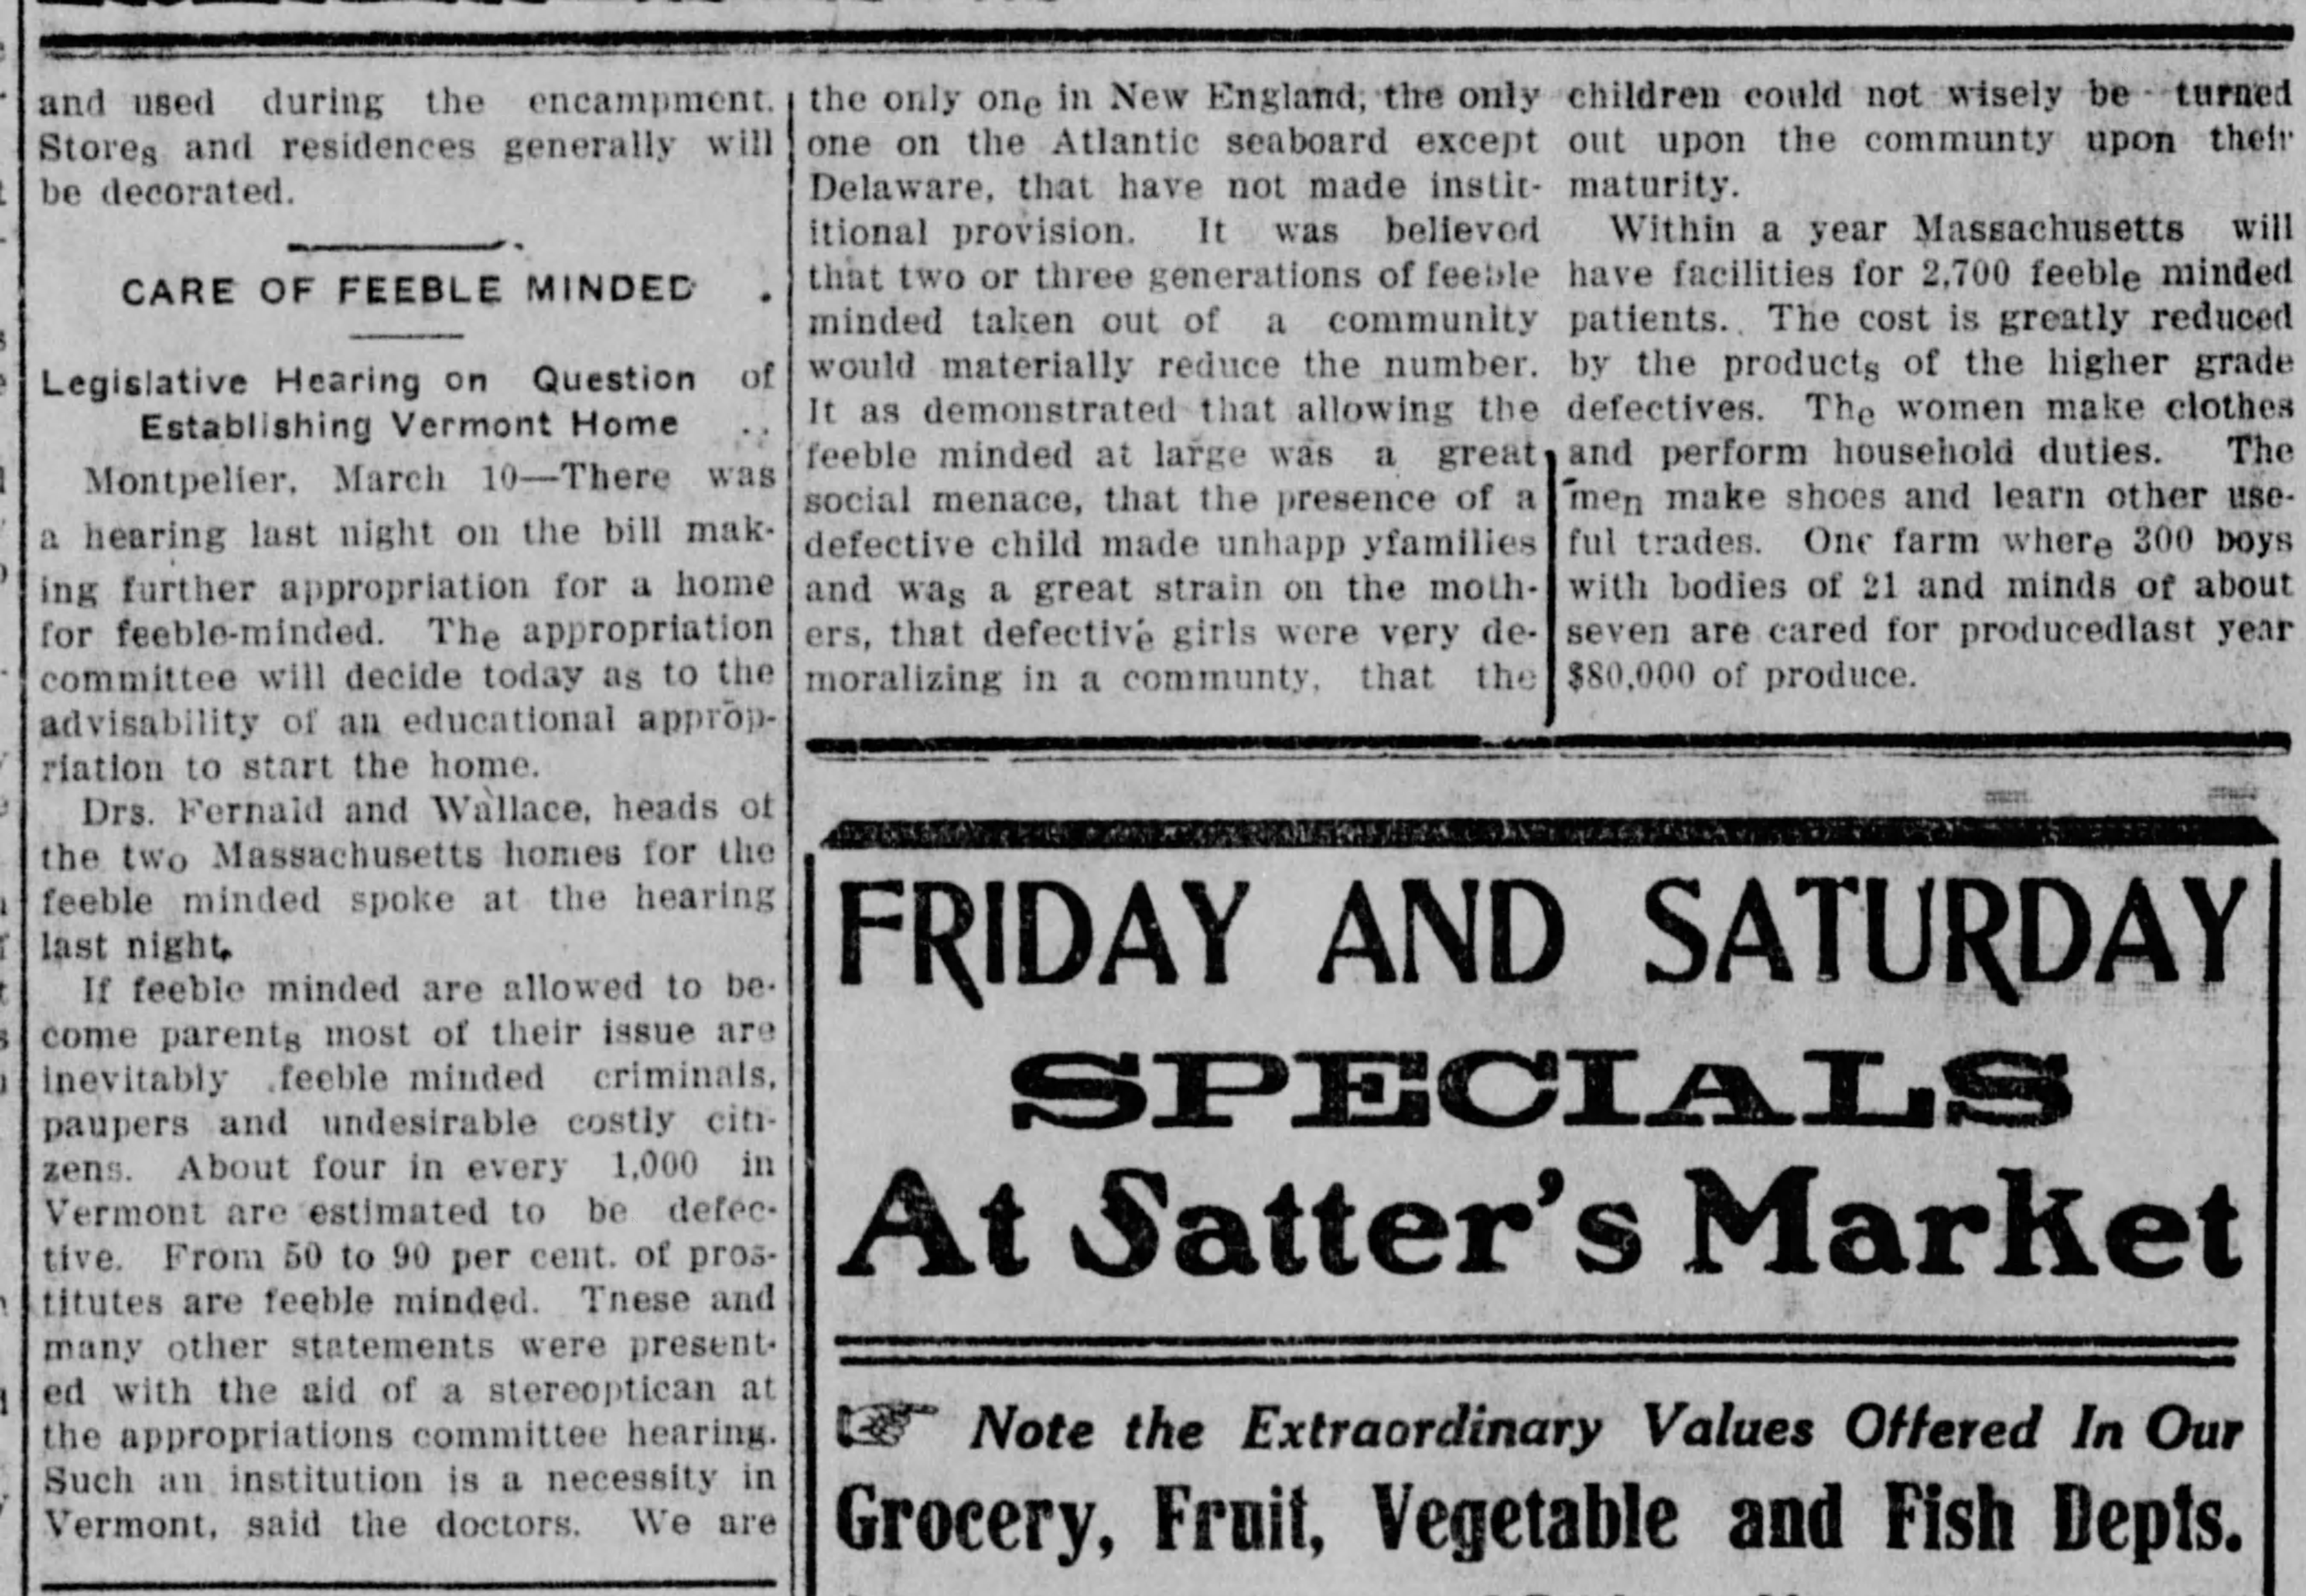 and used during the encampment.
Stores and residences generally will
be decorated.
CARE OF FEEBLE MINDED
Legislative Hearing on Question of
Establishing Vermont Home
Montpelier, March 10—There was
a hearing last night on the bill mak-
ing further appropriation for a home
for feeble-minded. The appropriation
committee will decide today as to the
advisability of an educational approp-
riation to start the home.
Drs. Fernald and Wallace, heads of
the two Massachusetts homes for the
feeble minded spoke at the hearing
last night.
If feeble minded are allowed to be-
come parents most of their issue are
inevitably feeble minded criminals,
paupers and undesirable costly citi-
zens. About four in every 1,000 in
Vermont are estimated to be defec-
tive. From 50 to 90 per cent. of pros-
titutes are feeble minded. Tnese and
many other statements were present-
ed with the aid of a stereoptican at
the appropriations committee hearing.
Such an institution is a necessity in
Vermont, said the doctors. We are
the only one in New England, the only
one on the Atlantic seaboard except
Delaware, that have not made instit-
itional provision. It was believed
that two or three generations of feeble
minded taken out of a community
would materially reduce the number.
It as demonstrated that allowing the
feeble minded at large was a great
social menace, that the presence of a
defective child made unhapp yfamilies
and was a great strain on the moth-
ers, that defective girls were very de-
moralizing in a communty, that the
children could not wisely be turned
out upon the communty upon their
maturity.
Within a year Massachusetts will
have facilities for 2,700 feeble minded
patients. The cost is greatly reduced
by the products of the higher grade
defectives. The women make clothes
and perform household duties. The
men make shoes and learn other use-
ful trades. One farm where 300 boys
with bodies of 21 and minds of about
seven are cared for producedlast year
$80,000 of produce.
FRIDAY AND SATURDAY
SPECIALS
At Satter's Market
☞ Note the Extraordinary Values Offered In Our
Grocery, Fruit, Vegetable and Fish Depts.